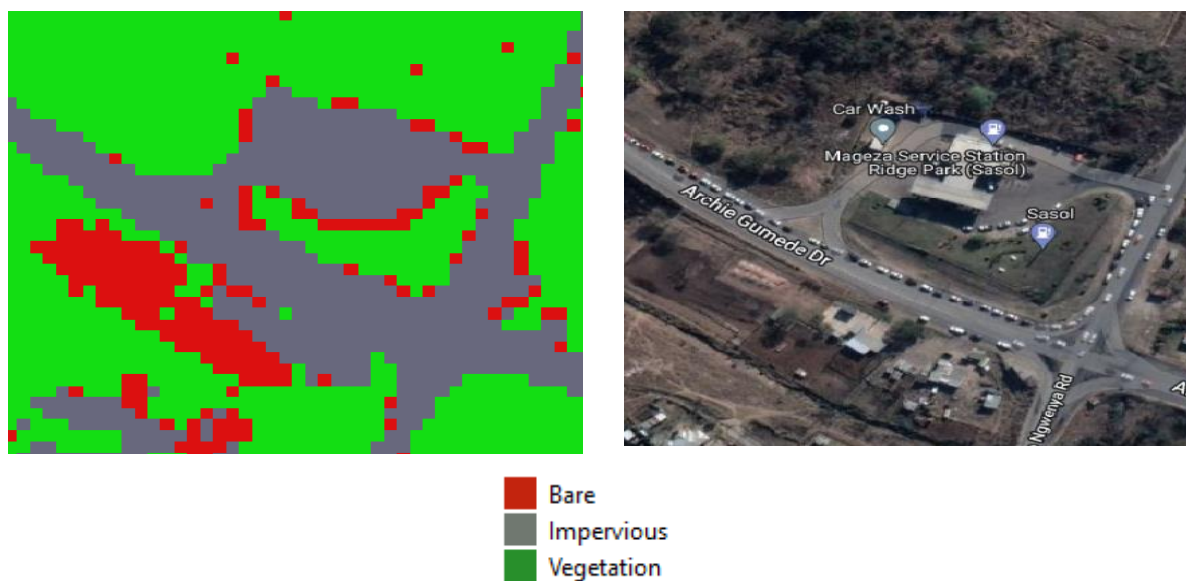 Car Wash
Mageza Service Station
Ridge Park (Sasol)
Sasol
Archie Gumede Dr
Ngwenya Rd
A
Bare
Impervious
Vegetation